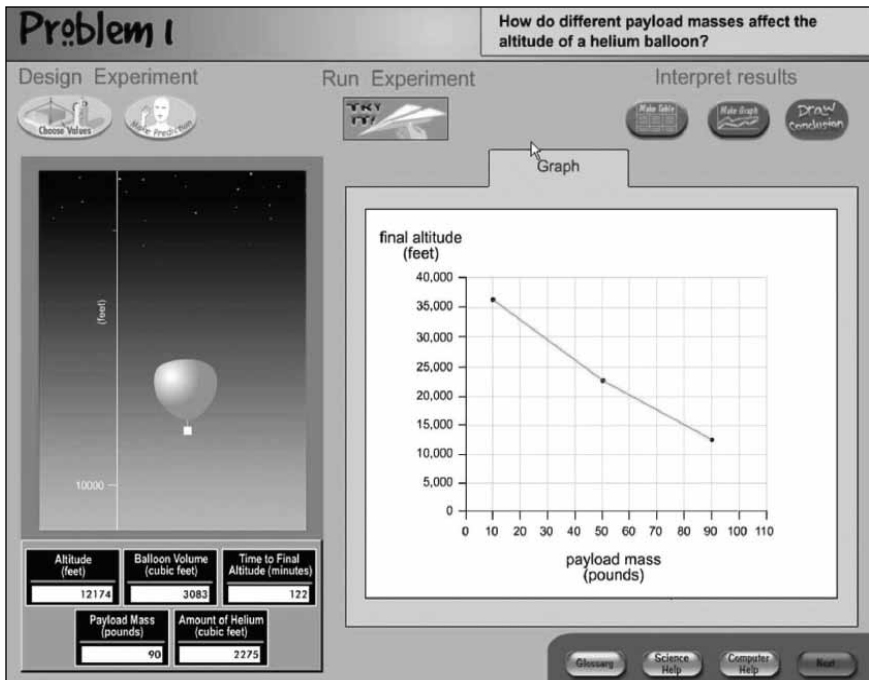 Problem 1
How do different payload masses affect the
altitude of a helium balloon?
Design Experiment
Run Experiment
Interpret results
Choose Values
Make Prediction
TRY
IT!
Make Table
Make Graph
Draw
Conclusion
Graph
(feet)
10000
final altitude
(feet)
40,000
35,000
30,000
25,000
20,000
15,000
10,000
5,000
0
0 10 20 30 40 50 60 70 80 90 100 110
payload mass
(pounds)
Altitude
(feet)
12174
Balloon Volume
(cubic feet)
3083
Time to Final
Altitude (minutes)
122
Payload Mass
(pounds)
90
Amount of Helium
(cubic feet)
2275
Glossary
Science
Help
Computer
Help
Next